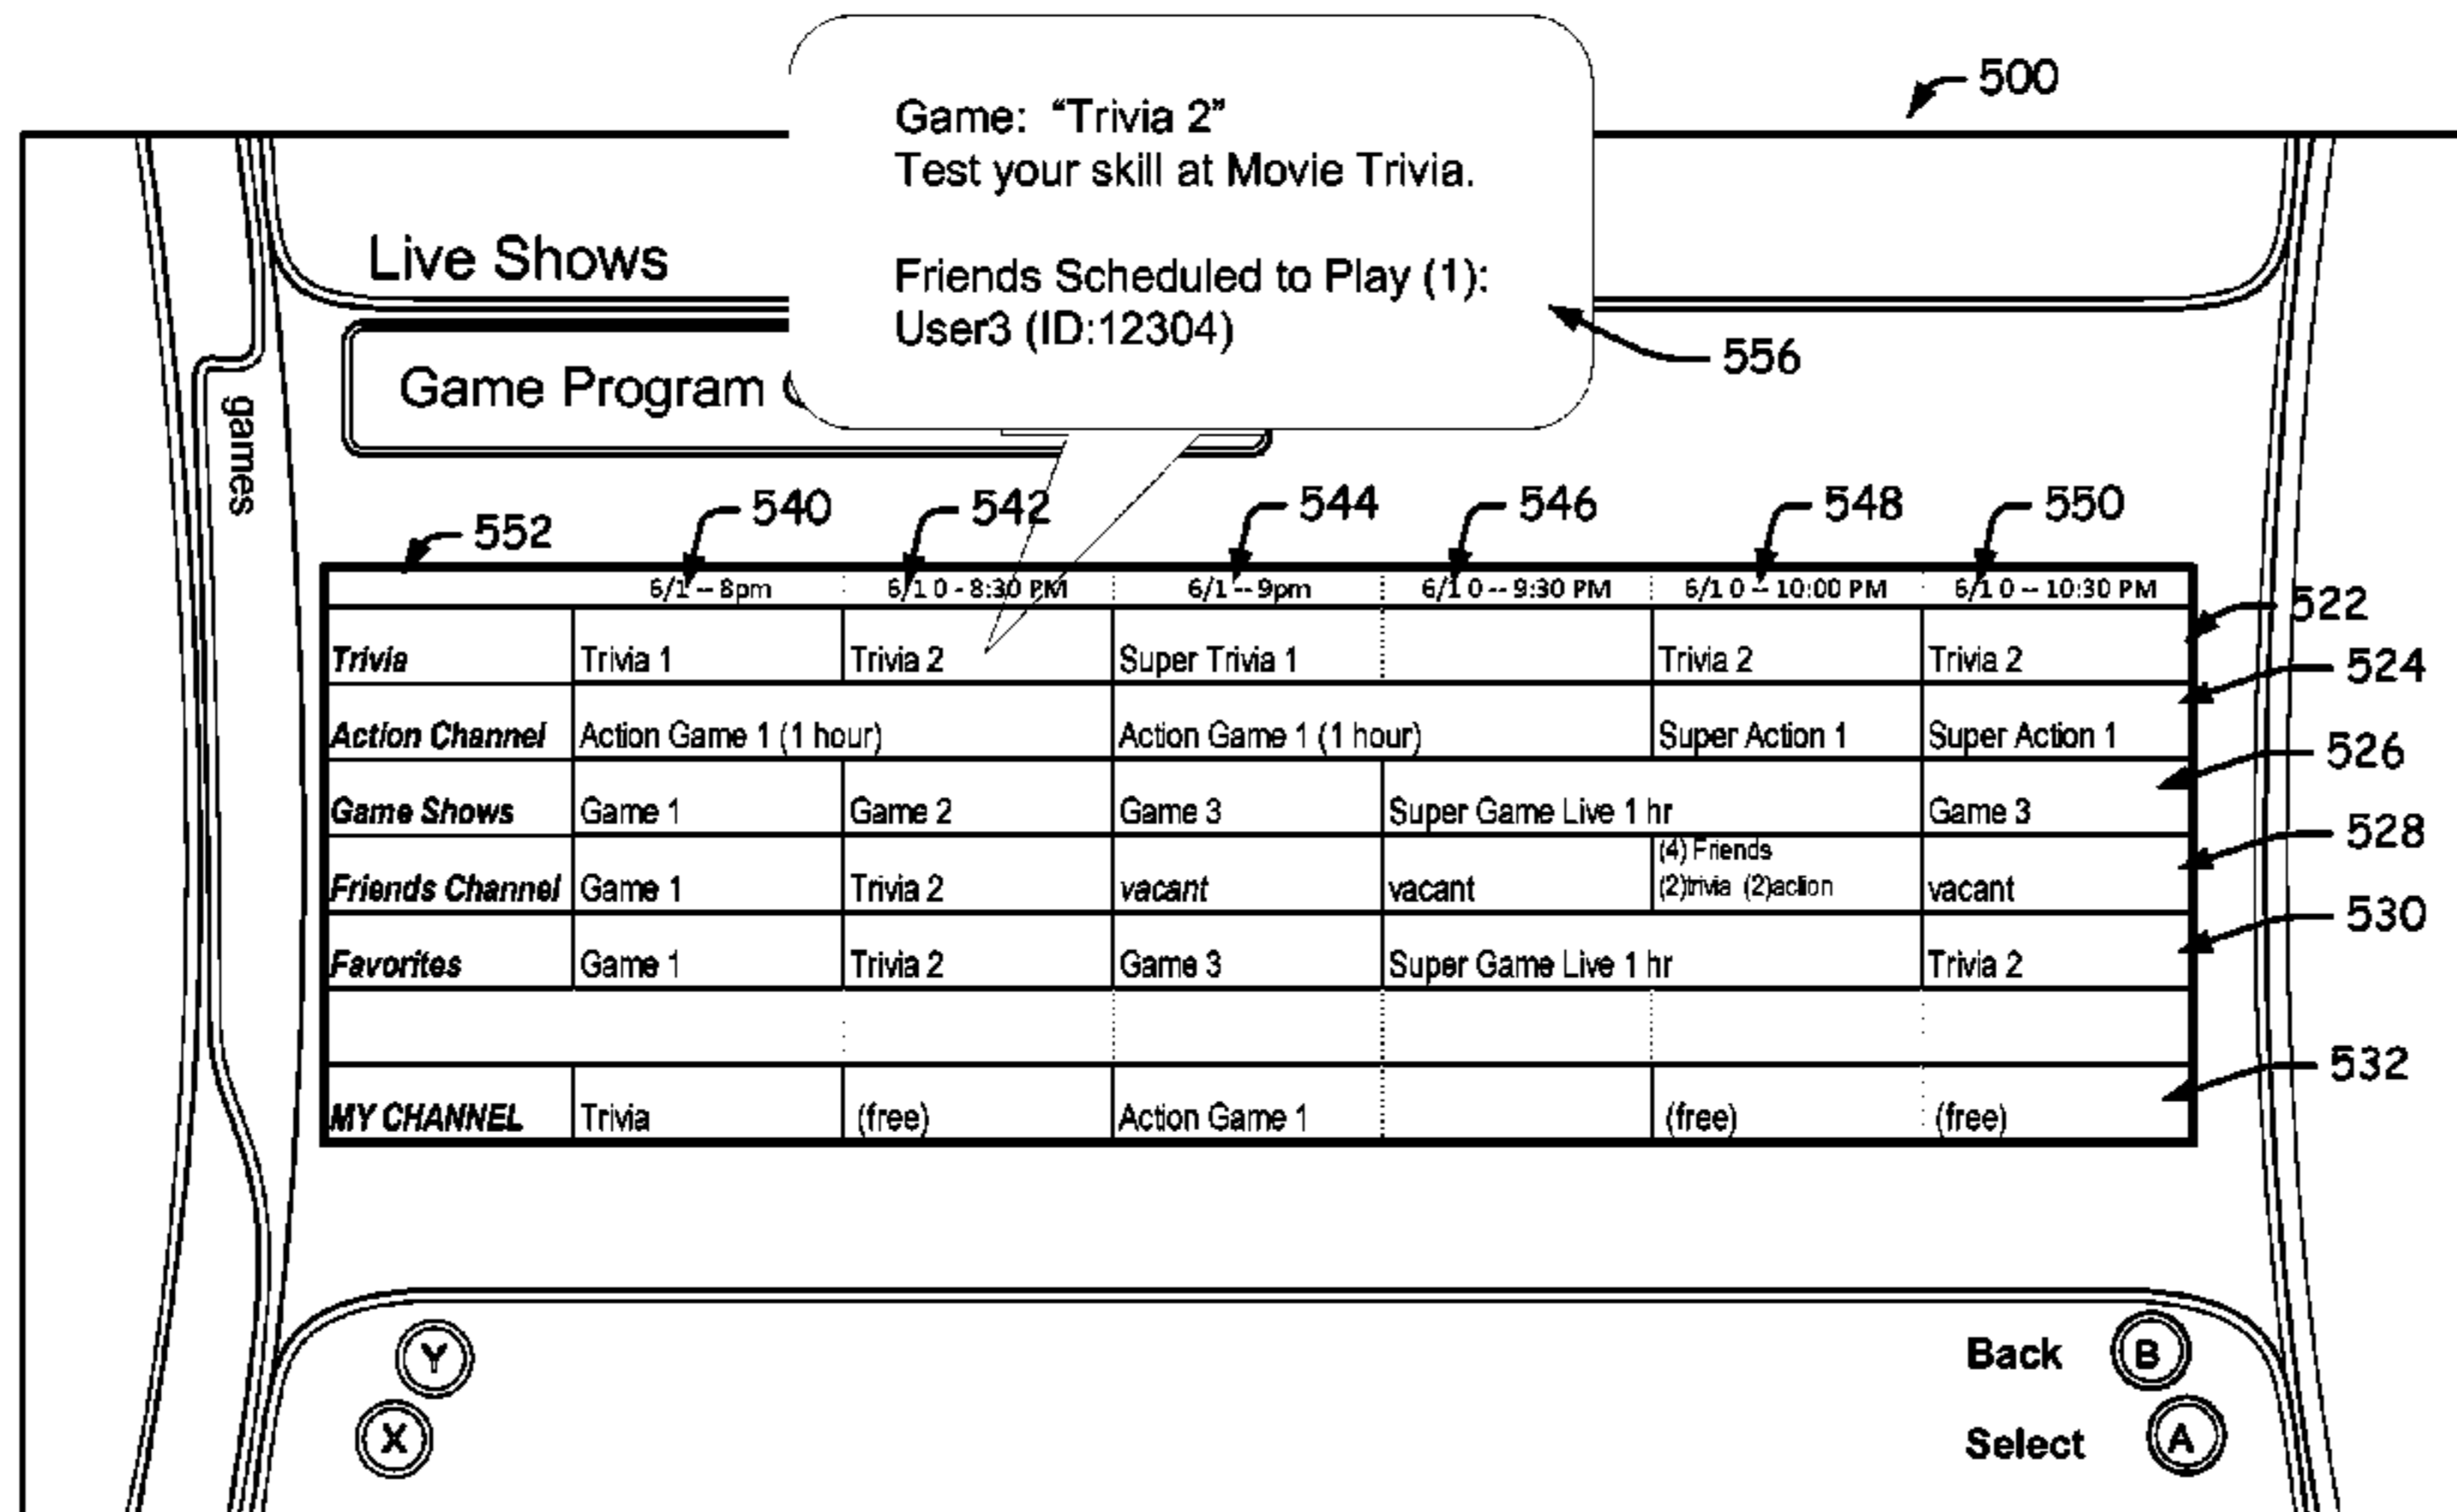 500
Game: “Trivia 2”
Test your skill at Movie Trivia.
Friends Scheduled to Play (1):
User3 (ID:12304)
556
Live Shows
Game Program
games
552 540 542 544 546 548 550
6/1 -- 8pm 6/1 0 - 8:30 PM 6/1 -- 9pm 6/1 0 -- 9:30 PM 6/1 0 -- 10:00 PM 6/1 0 -- 10:30 PM
522
Trivia Trivia 1 Trivia 2 Super Trivia 1 Trivia 2 Trivia 2
524
Action Channel Action Game 1 (1 hour) Action Game 1 (1 hour) Super Action 1 Super Action 1
526
Game Shows Game 1 Game 2 Game 3 Super Game Live 1 hr Game 3
528
(4) Friends
Friends Channel Game 1 Trivia 2 vacant vacant (2)trivia (2)action vacant
530
Favorites Game 1 Trivia 2 Game 3 Super Game Live 1 hr Trivia 2
532
MY CHANNEL Trivia (free) Action Game 1 (free) (free)
Y
Back B
X
Select A